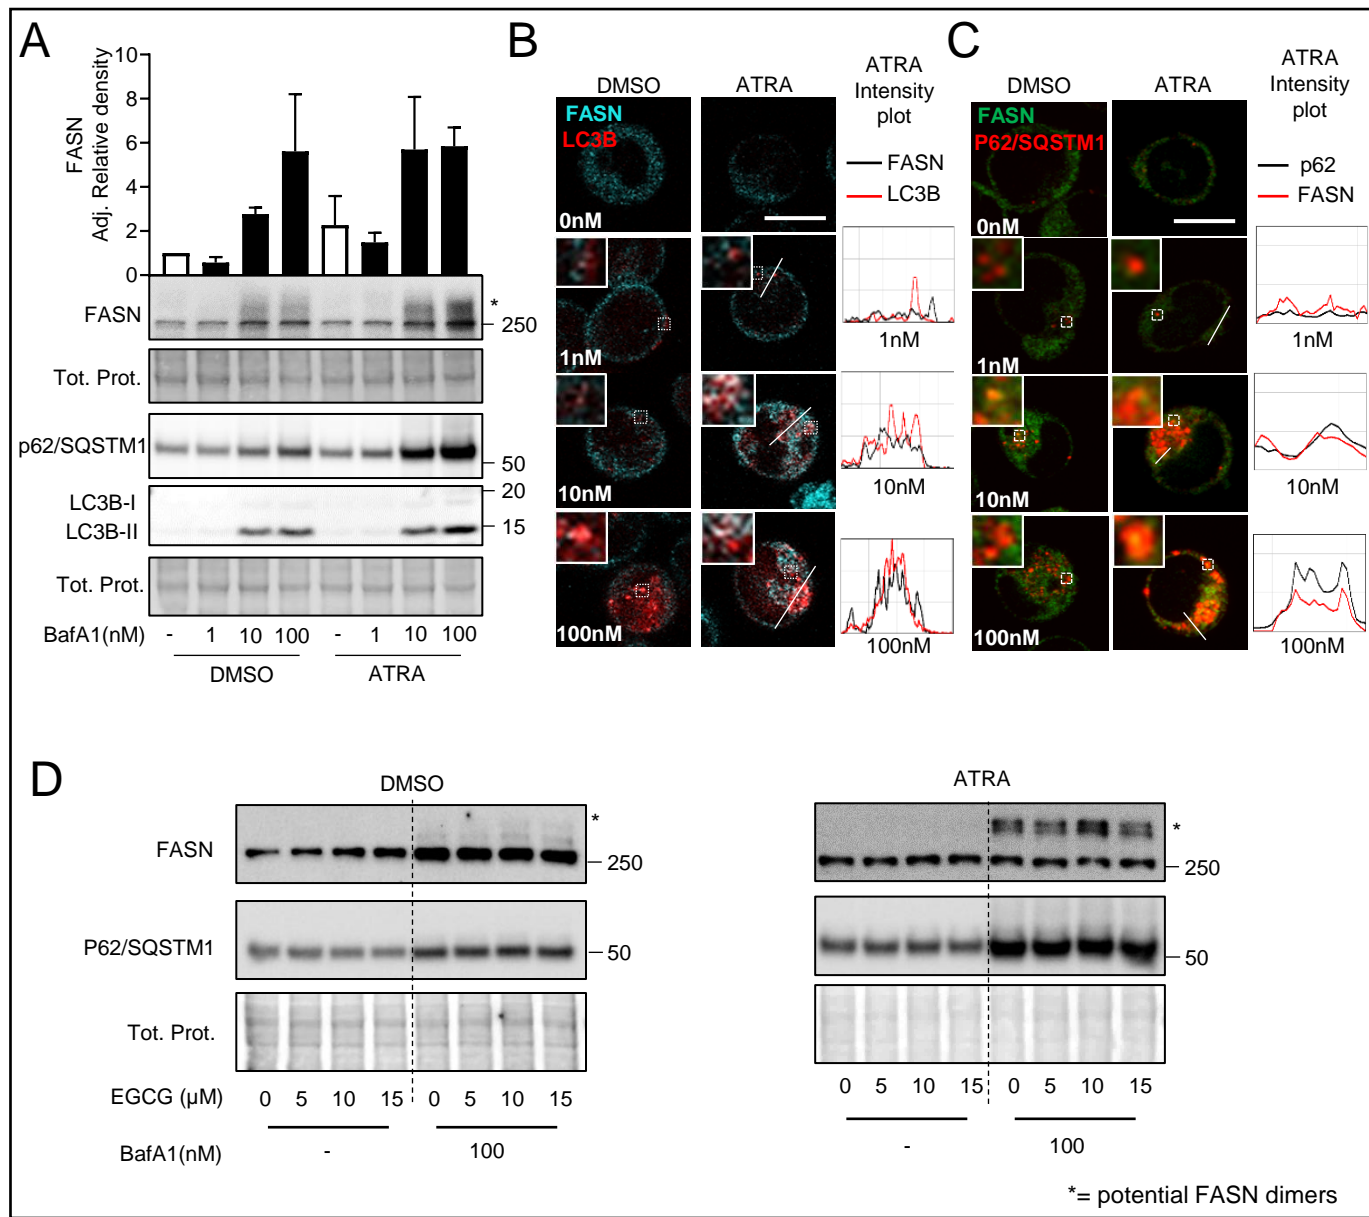 A
FASN
Adj. Relative density
10
8
6
4
2
0
FASN
*
250
Tot. Prot.
p62/SQSTM1
50
LC3B-I
LC3B-II
20
15
Tot. Prot.
BafA1(nM)
- 1 10 100 - 1 10 100
DMSO ATRA
B
DMSO ATRA
ATRA
Intensity
plot
FASN
LC3B
0nM
1nM
10nM
100nM
FASN
LC3B
1nM
10nM
100nM
C
DMSO ATRA
ATRA
Intensity
plot
FASN
P62/SQSTM1
0nM
1nM
10nM
100nM
p62
FASN
1nM
10nM
100nM
D
DMSO
FASN
*
250
P62/SQSTM1
50
Tot. Prot.
EGCG (µM) 0 5 10 15 0 5 10 15
BafA1(nM) - 100
ATRA
*
250
50
0 5 10 15 0 5 10 15
- 100
*= potential FASN dimers